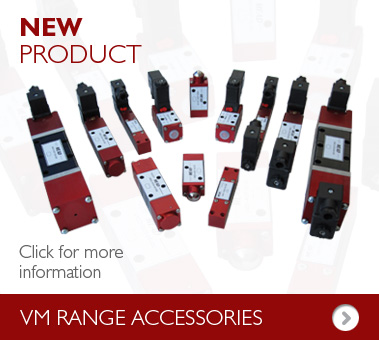 NEW
PRODUCT
Click for more
information
VM RANGE ACCESSORIES